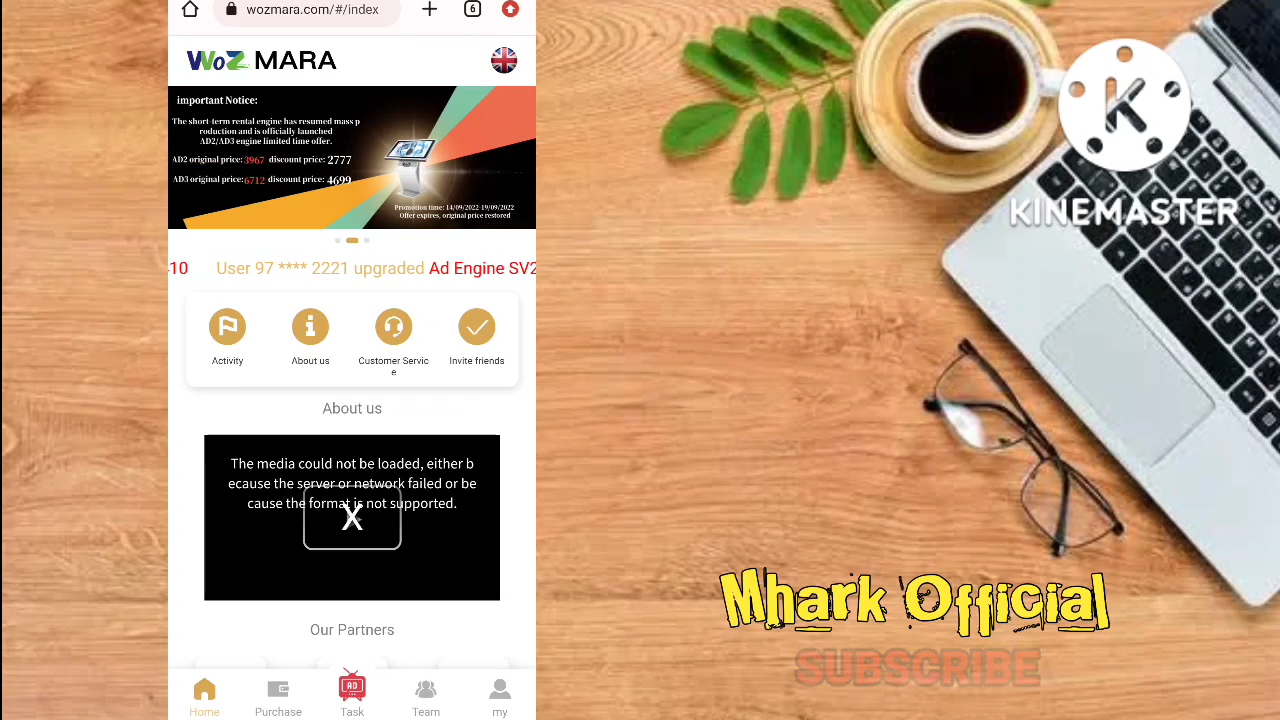 wozmara.com/#/index
6
WoZ MARA
important Notice:
The short-term rental engine has resumed mass p
roduction and is officially launched
AD2/AD3 engine limited time offer.
AD2 original price:3967 discount price: 2777
AD3 original price:6712 discount price: 4699
Promotion time: 14/09/2022-19/09/2022
Offer expires, original price restored
10 User 97 **** 2221 upgraded Ad Engine SV2
Activity
About us
Customer Servic
e
Invite friends
About us
The media could not be loaded, either b
ecause the server or network failed or be
cause the format is not supported.
X
Our Partners
AD
Home
Purchase
Task
Team
my
K
KINEMASTER
Mhark Official
SUBSCRIBE